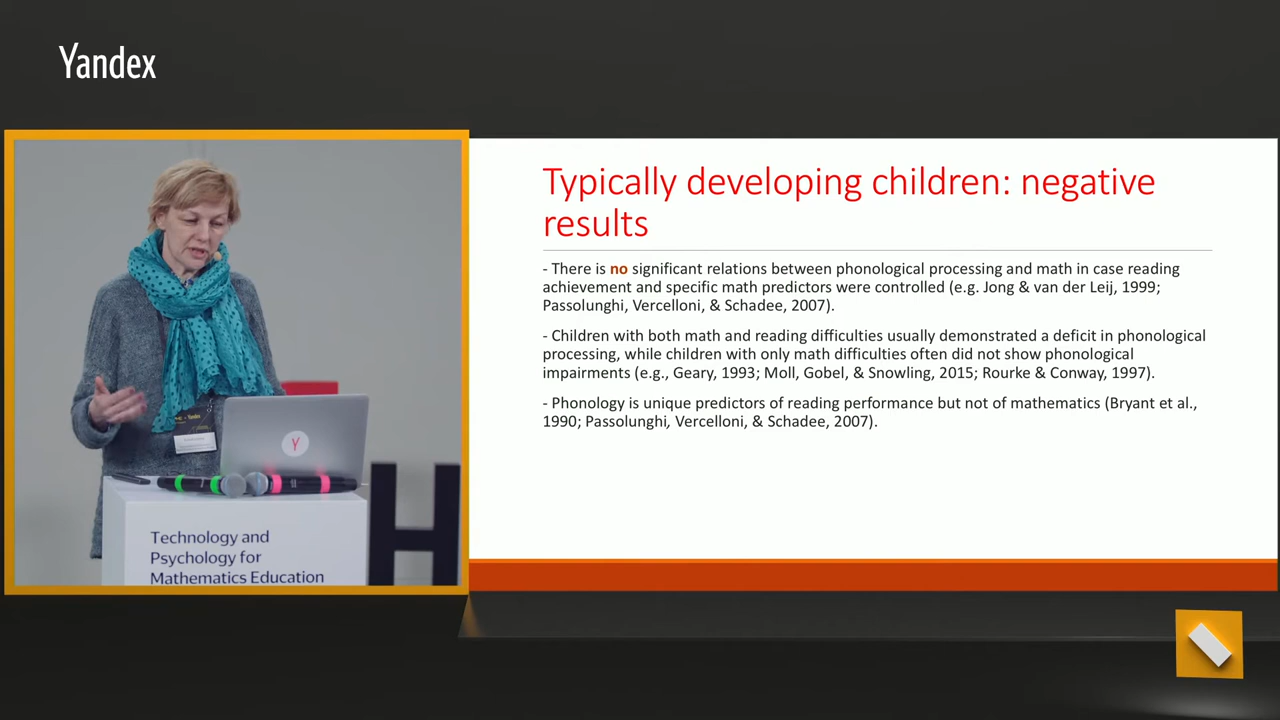 Yandex
Typically developing children: negative
results
- There is no significant relations between phonological processing and math in case reading
achievement and specific math predictors were controlled (e.g. Jong & van der Leij, 1999;
Passolunghi, Vercelloni, & Schadee, 2007).
- Children with both math and reading difficulties usually demonstrated a deficit in phonological
processing, while children with only math difficulties often did not show phonological
impairments (e.g., Geary, 1993; Moll, Gobel, & Snowling, 2015; Rourke & Conway, 1997).
- Phonology is unique predictors of reading performance but not of mathematics (Bryant et al.,
1990; Passolunghi, Vercelloni, & Schadee, 2007).
Y
H
Technology and
Psychology for
Mathematics Education